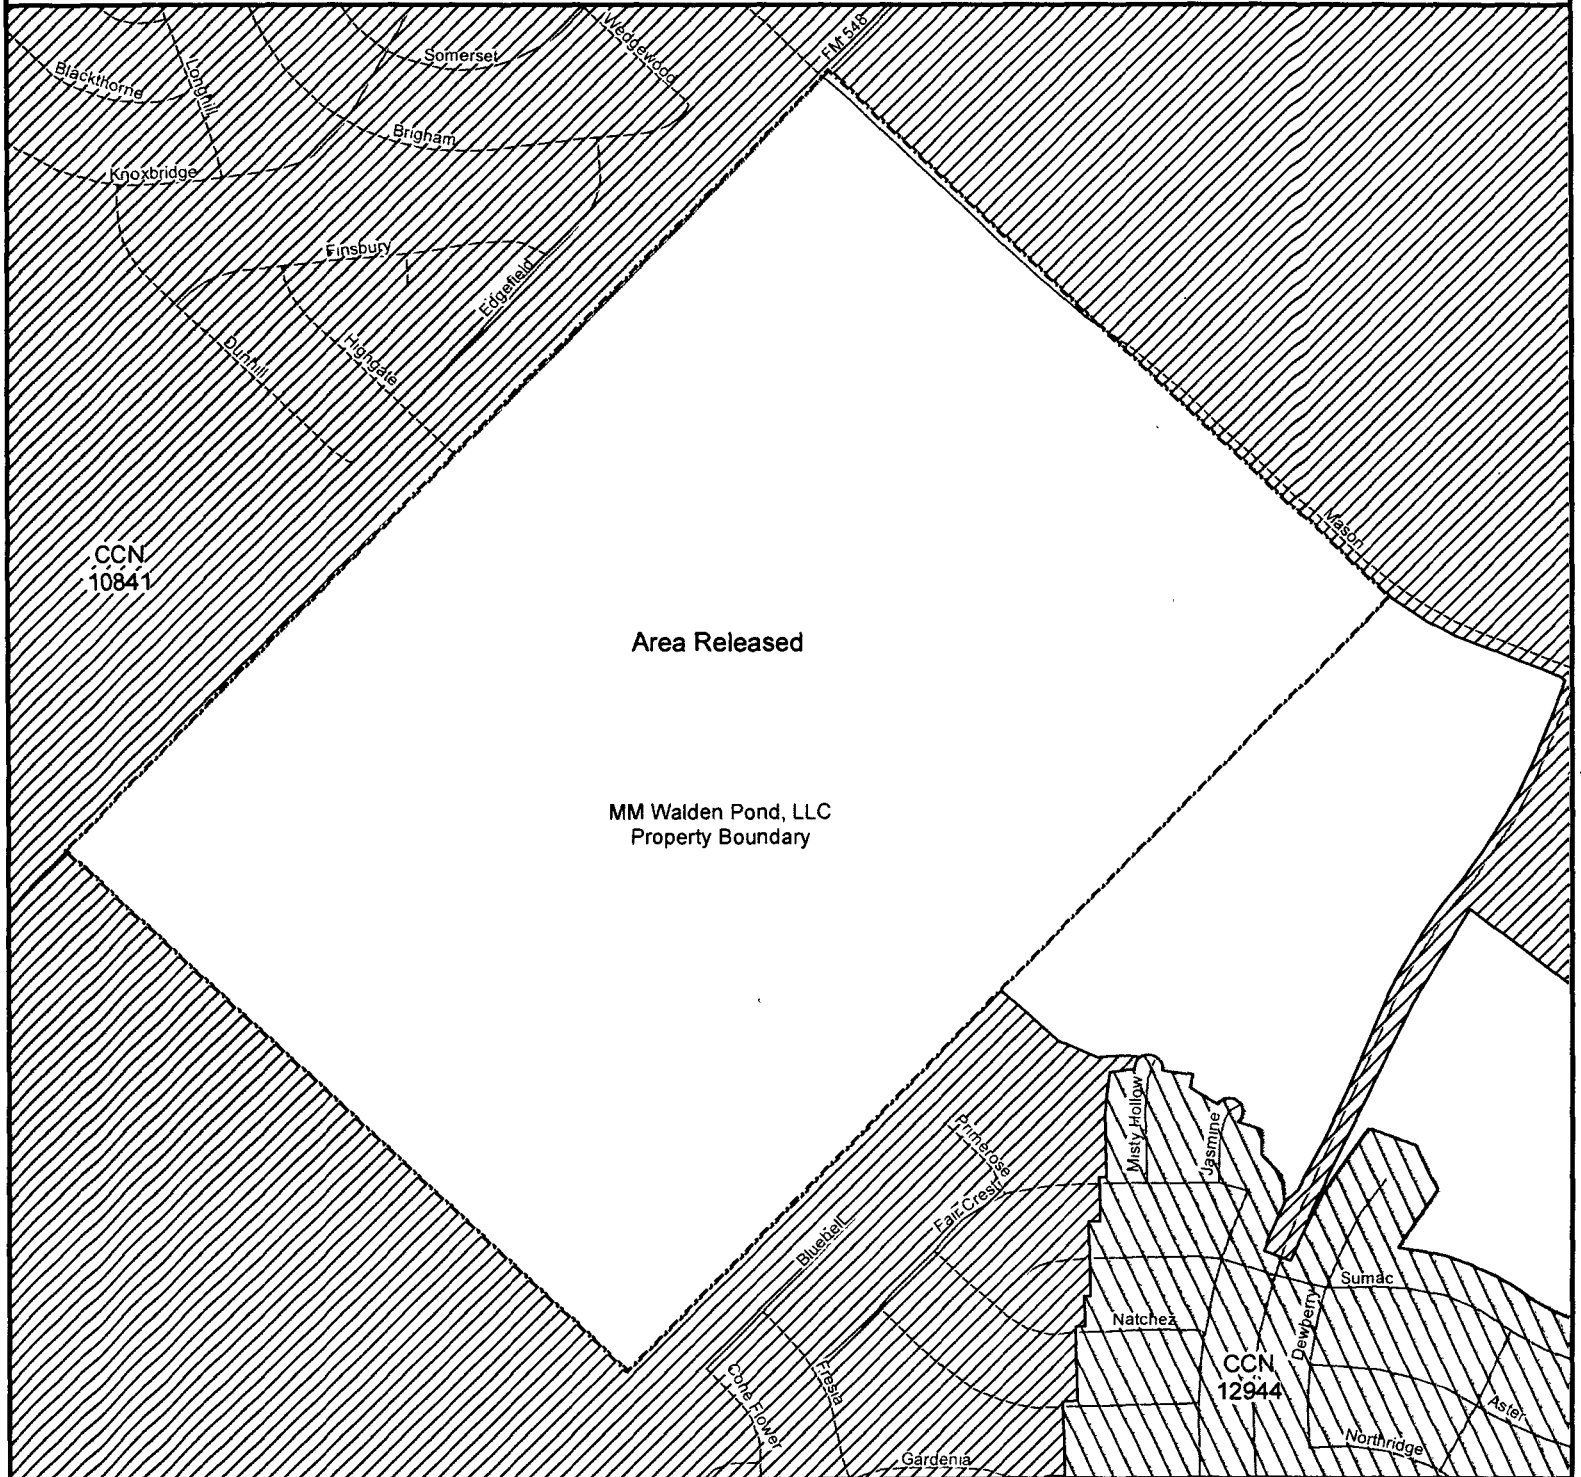 FM 548
Wedgewood
Somerset
Blackthorne
Longhill
Brigham
Knoxbridge
Finsbury
Edgefield
Dunhill
Highgate
Mason
CCN
10841
Area Released
MM Walden Pond, LLC
Property Boundary
Primerose
Misty Hollow
Jasmine
Fair Crest
Bluebell
Sumac
Natchez
Dewberry
CCN
12944
Cone Flower
Fresia
Aster
Northridge
Gardenia